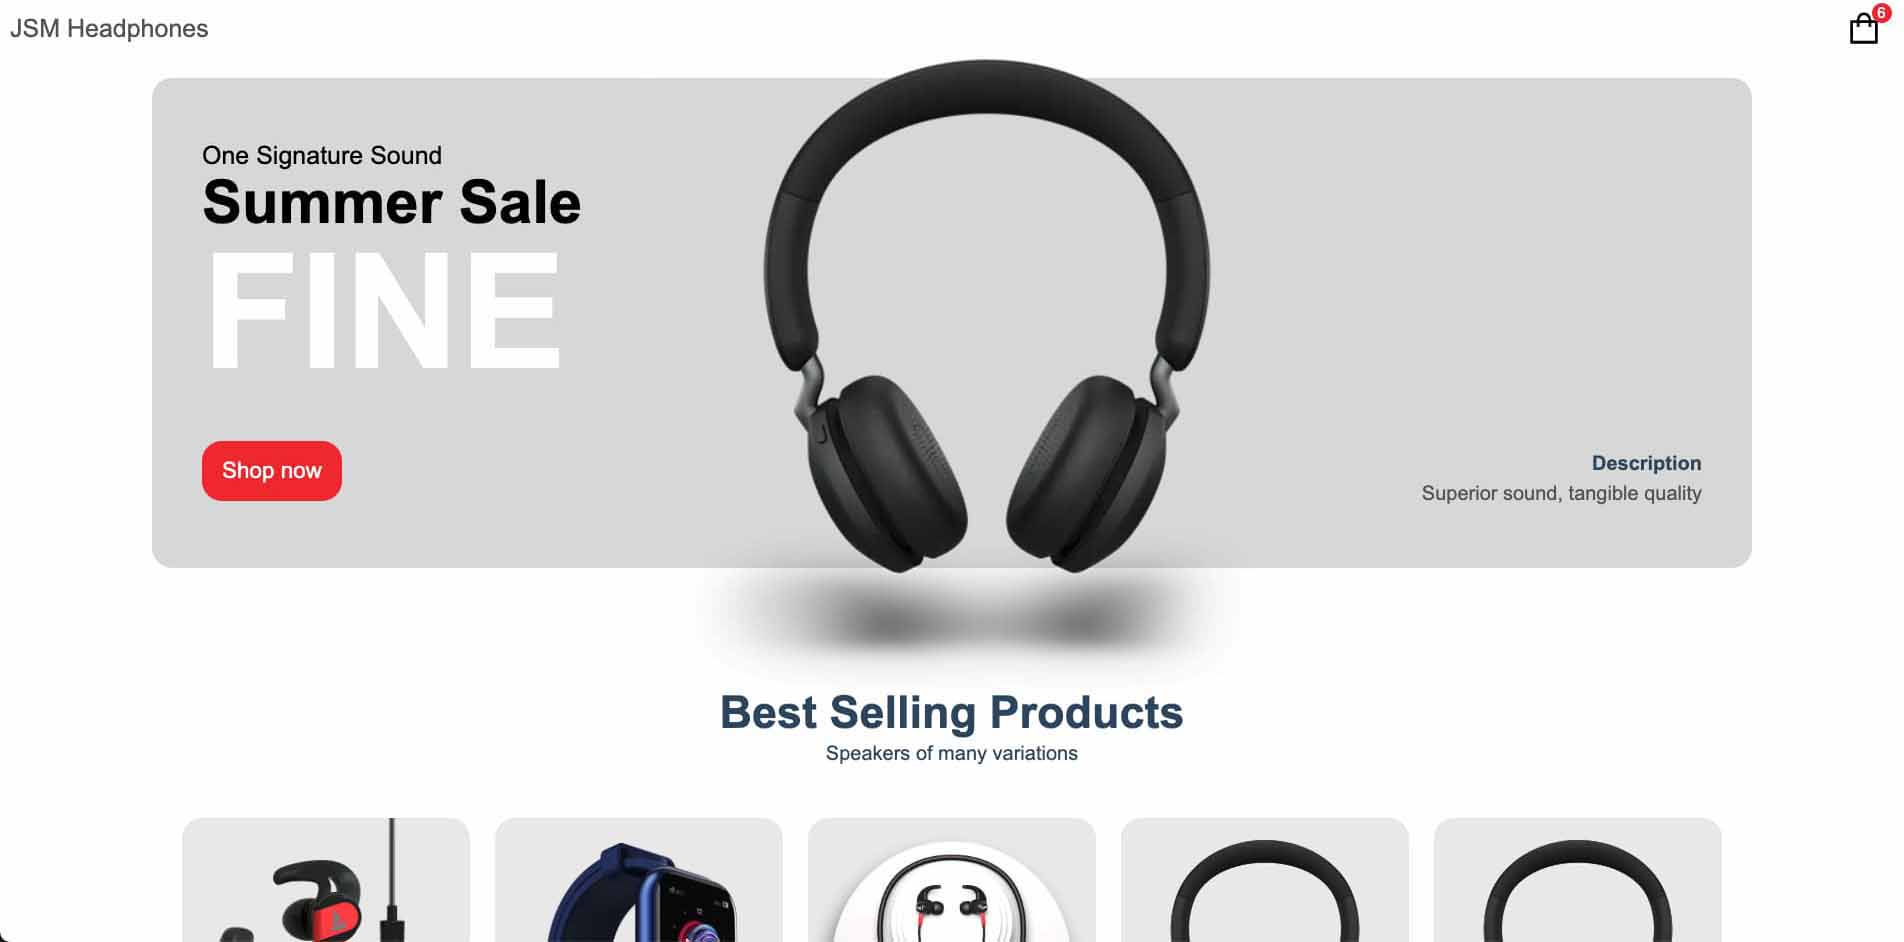 JSM Headphones
6
One Signature Sound
Summer Sale
FINE
Shop now
Description
Superior sound, tangible quality
Best Selling Products
Speakers of many variations